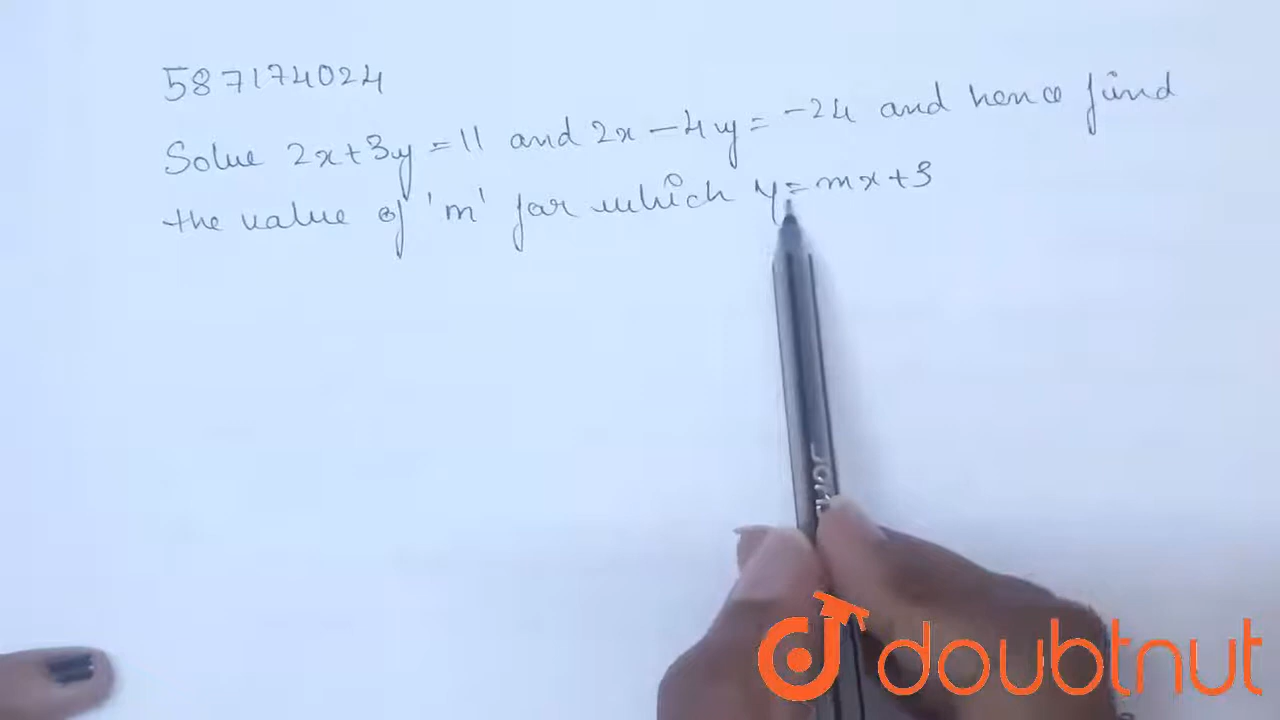 587174024
Solve 2x+3y=11 and 2x-4y=-24 and hence find
the value of 'm' for which y=mx+3
doubtnut